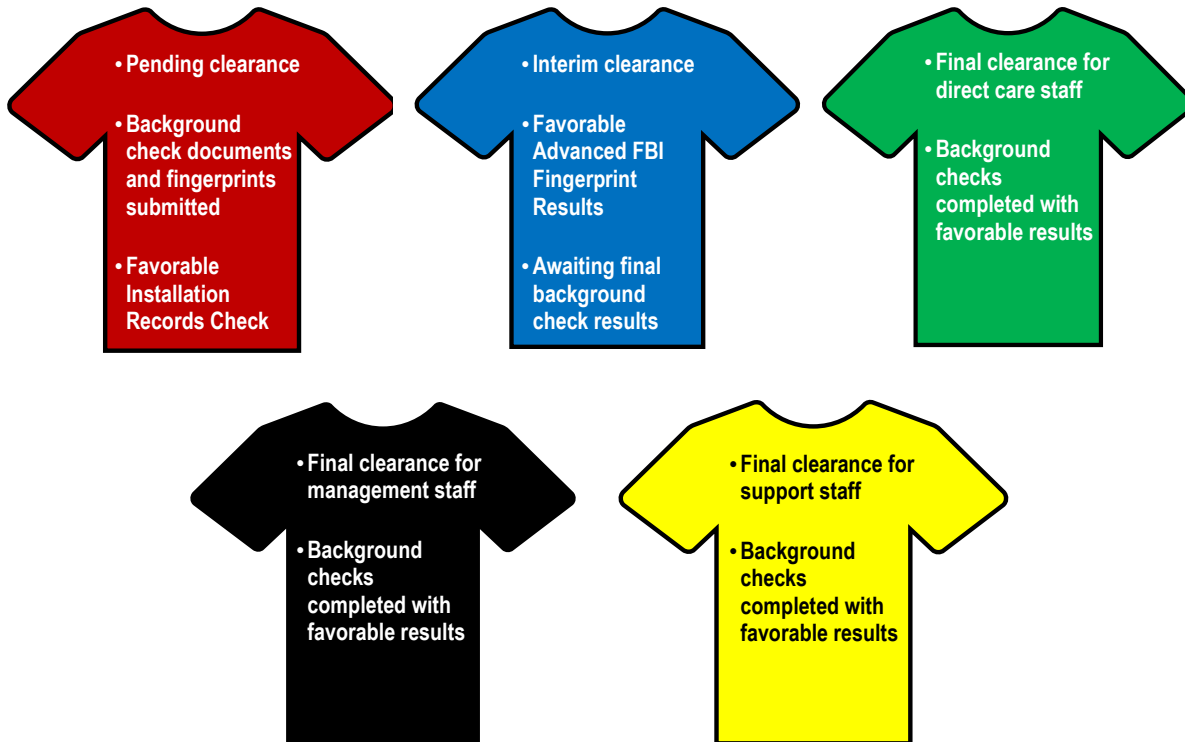 • Pending clearance
• Background
check documents
and fingerprints
submitted
• Favorable
Installation
Records Check
• Interim clearance
• Favorable
Advanced FBI
Fingerprint
Results
• Awaiting final
background
check results
• Final clearance for
direct care staff
• Background
checks
completed with
favorable results
• Final clearance for
management staff
• Background
checks
completed with
favorable results
• Final clearance for
support staff
• Background
checks
completed with
favorable results